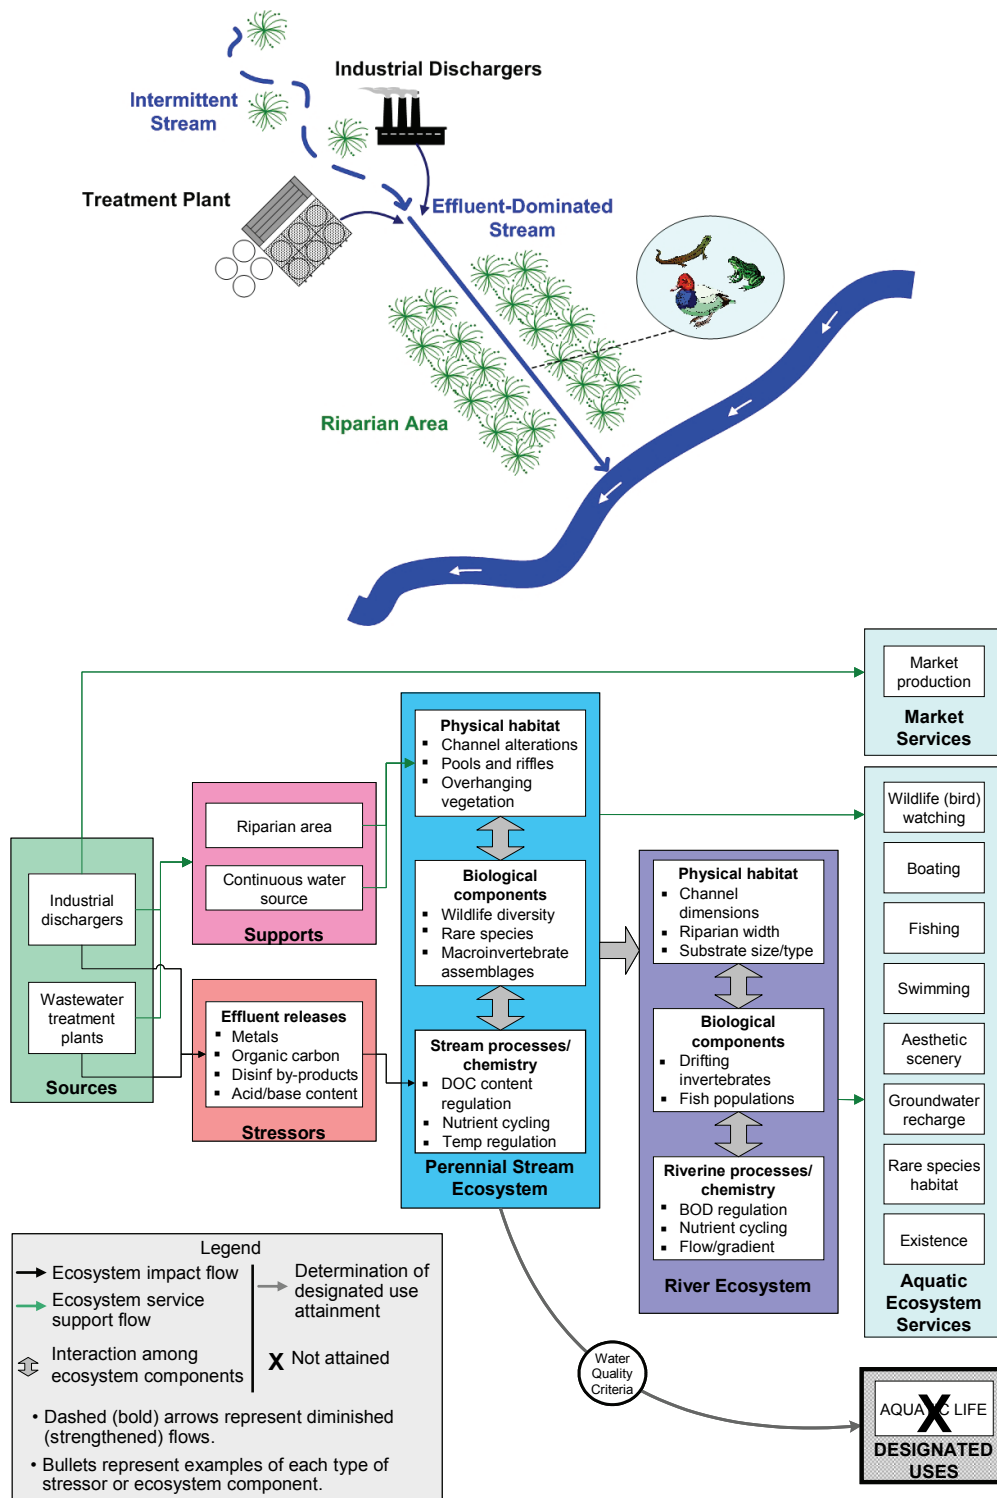 Industrial Dischargers
Intermittent
Stream
Treatment Plant
Effluent-Dominated
Stream
Riparian Area
Market
production
Market
Services
Physical habitat
▪ Channel alterations
▪ Pools and riffles
▪ Overhanging
vegetation
Riparian area
Continuous water
source
Supports
Industrial
dischargers
Wastewater
treatment
plants
Sources
Effluent releases
▪ Metals
▪ Organic carbon
▪ Disinf by-products
▪ Acid/base content
Stressors
Biological
components
▪ Wildlife diversity
▪ Rare species
▪ Macroinvertebrate
assemblages
Stream processes/
chemistry
▪ DOC content
regulation
▪ Nutrient cycling
▪ Temp regulation
Perennial Stream
Ecosystem
Physical habitat
▪ Channel
dimensions
▪ Riparian width
▪ Substrate size/type
Biological
components
▪ Drifting
invertebrates
▪ Fish populations
Riverine processes/
chemistry
▪ BOD regulation
▪ Nutrient cycling
▪ Flow/gradient
River Ecosystem
Wildlife (bird)
watching
Boating
Fishing
Swimming
Aesthetic
scenery
Groundwater
recharge
Rare species
habitat
Existence
Aquatic
Ecosystem
Services
Legend
Ecosystem impact flow
Ecosystem service
support flow
Interaction among
ecosystem components
Determination of
designated use
attainment
X Not attained
• Dashed (bold) arrows represent diminished
(strengthened) flows.
• Bullets represent examples of each type of
stressor or ecosystem component.
Water
Quality
Criteria
AQUATIC LIFE
X
DESIGNATED
USES